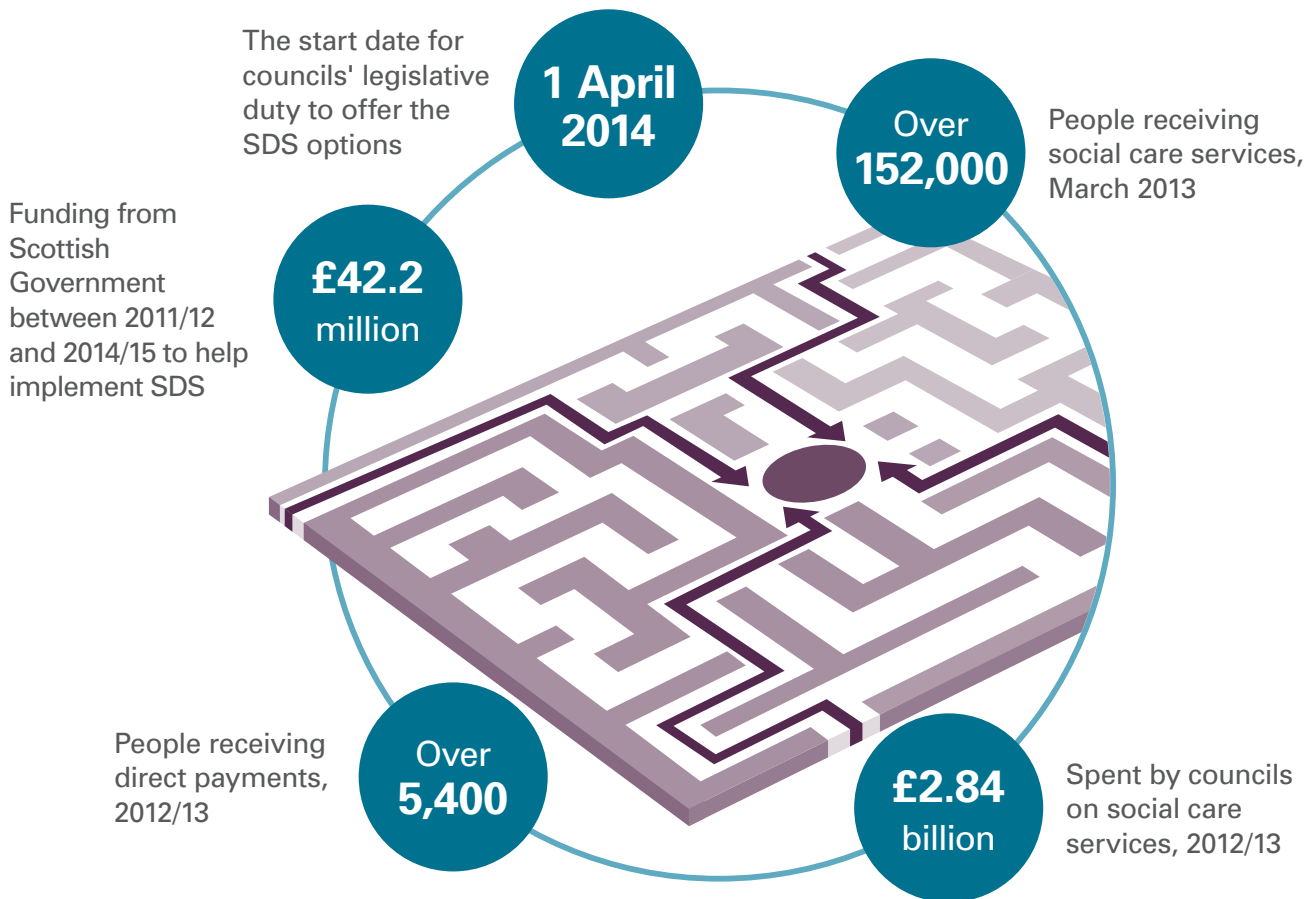 The start date for
councils' legislative
duty to offer the
SDS options
1 April
2014
Over
152,000
People receiving
social care services,
March 2013
Funding from
Scottish
Government
between 2011/12
and 2014/15 to help
implement SDS
£42.2
million
People receiving
direct payments,
2012/13
Over
5,400
£2.84
billion
Spent by councils
on social care
services, 2012/13